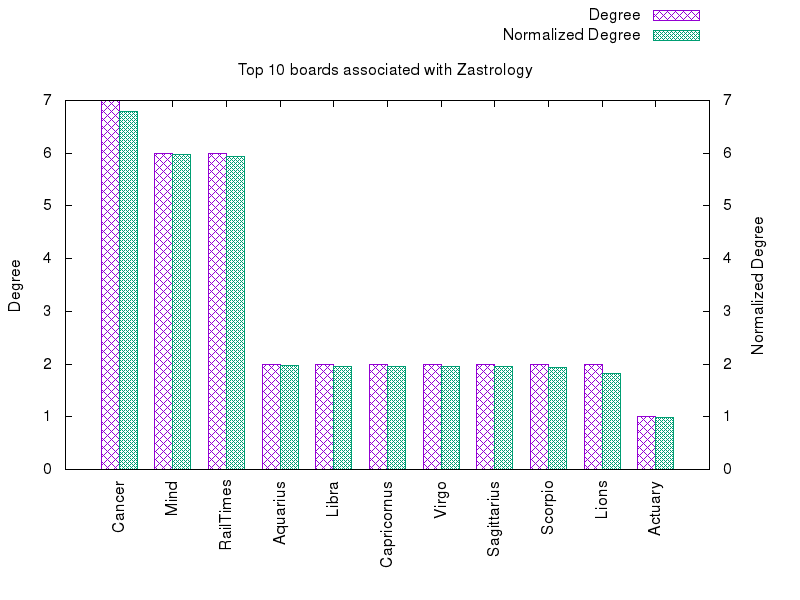 Degree
Normalized Degree
Top 10 boards associated with Zastrology
7
6
5
4
3
2
1
0
Degree
7
6
5
4
3
2
1
0
Normalized Degree
Cancer
Mind
RailTimes
Aquarius
Libra
Capricornus
Virgo
Sagittarius
Scorpio
Lions
Actuary